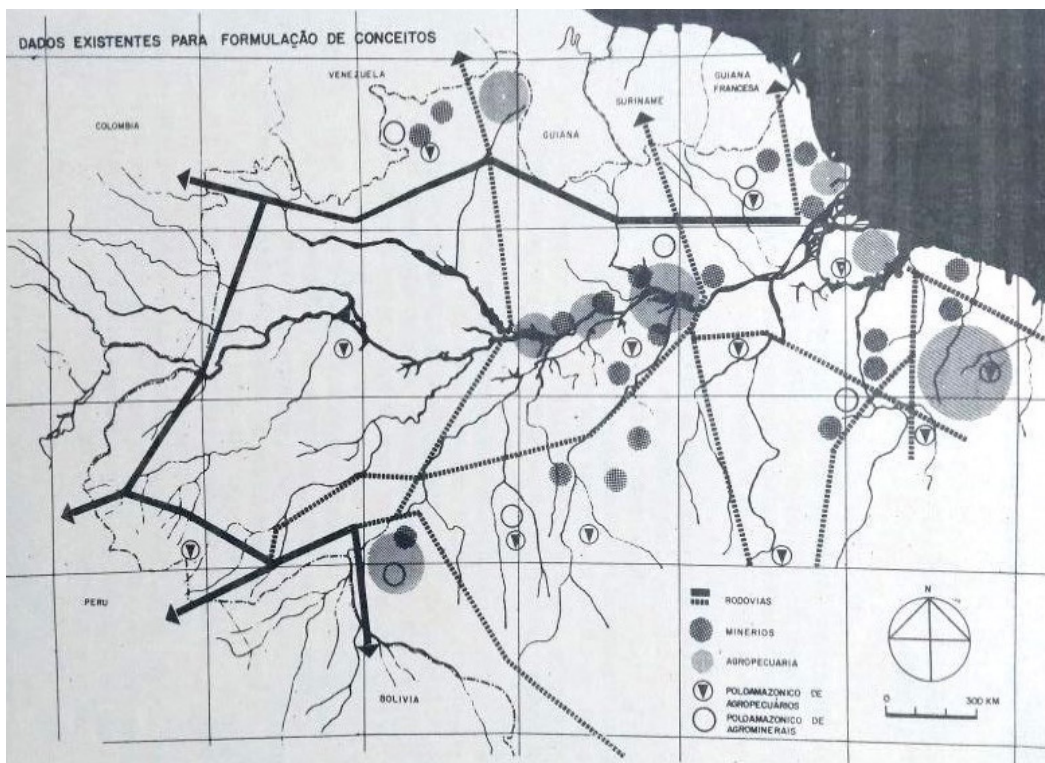 DADOS EXISTENTES PARA FORMULAÇÃO DE CONCEITOS
VENEZUELA
COLOMBIA
GUIANA
SURINAME
GUIANA
FRANCESA
PERU
BOLIVIA
RODOVIAS
MINÉRIOS
AGROPECUARIA
POLOAMAZONICO DE
AGROPECUÁRIOS
POLOAMAZONICO DE
AGROMINERAIS
N
0 300 KM